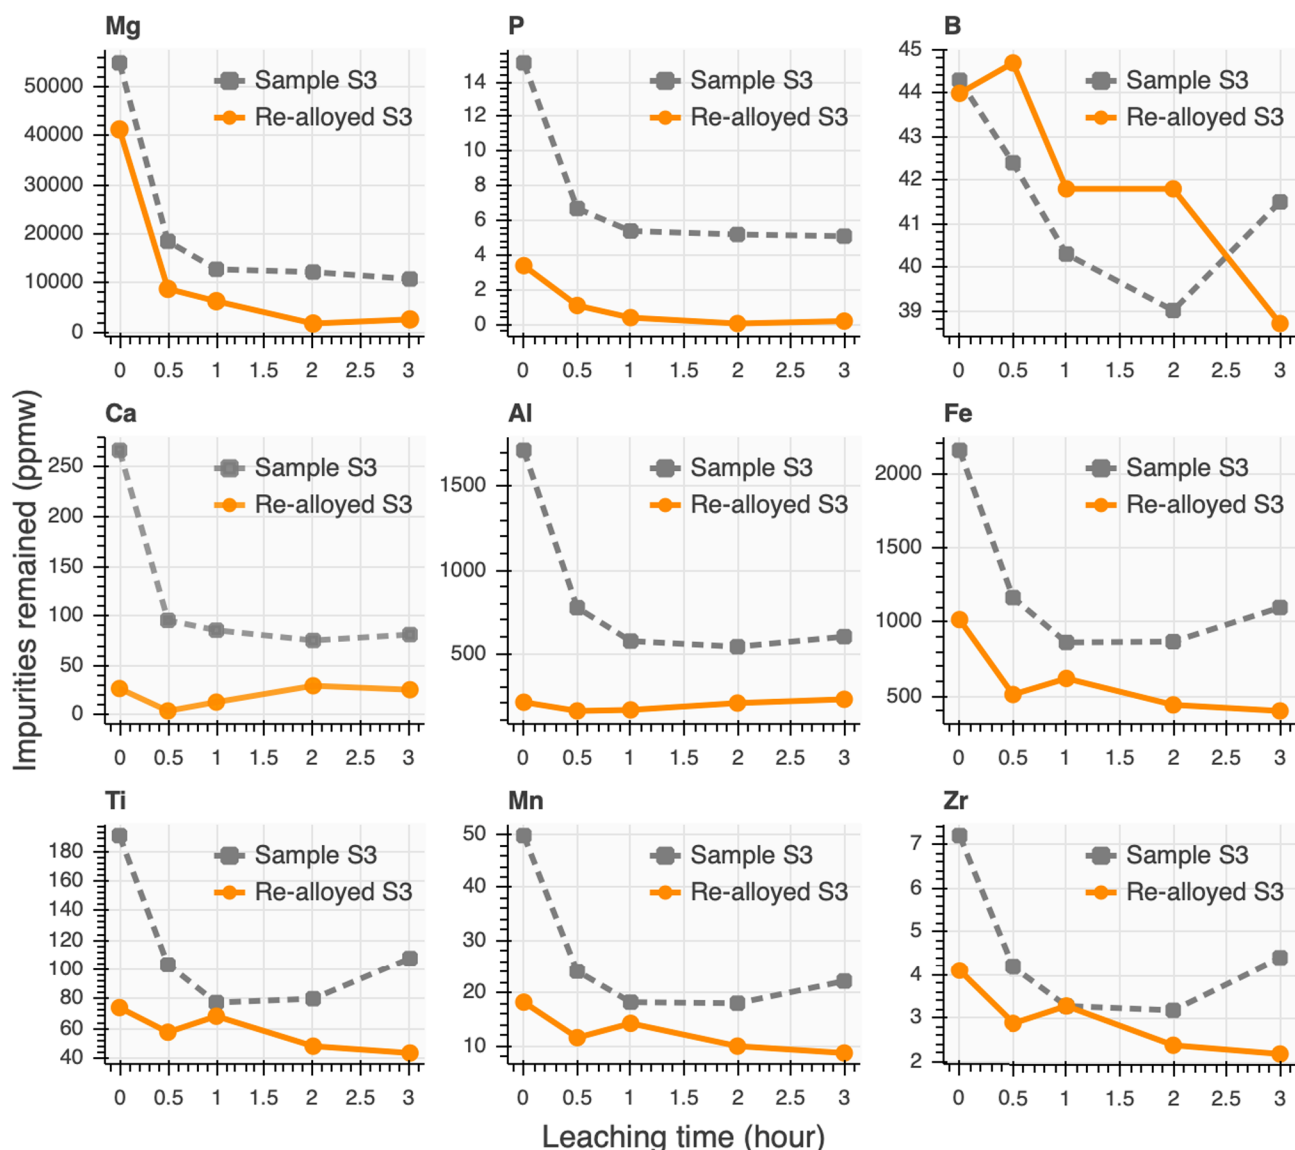 Mg
50000
40000
30000
20000
10000
0
Sample S3
Re-alloyed S3
0 0.5 1 1.5 2 2.5 3
P
14
12
10
8
6
4
2
0
Sample S3
Re-alloyed S3
0 0.5 1 1.5 2 2.5 3
B
45
44
43
42
41
40
39
Sample S3
Re-alloyed S3
0 0.5 1 1.5 2 2.5 3
Impurities remained (ppmw)
Ca
250
200
150
100
50
0
Sample S3
Re-alloyed S3
0 0.5 1 1.5 2 2.5 3
Al
1500
1000
500
Sample S3
Re-alloyed S3
0 0.5 1 1.5 2 2.5 3
Fe
2000
1500
1000
500
Sample S3
Re-alloyed S3
0 0.5 1 1.5 2 2.5 3
Ti
180
160
140
120
100
80
60
40
Sample S3
Re-alloyed S3
0 0.5 1 1.5 2 2.5 3
Mn
50
40
30
20
10
Sample S3
Re-alloyed S3
0 0.5 1 1.5 2 2.5 3
Zr
7
6
5
4
3
2
Sample S3
Re-alloyed S3
0 0.5 1 1.5 2 2.5 3
Leaching time (hour)